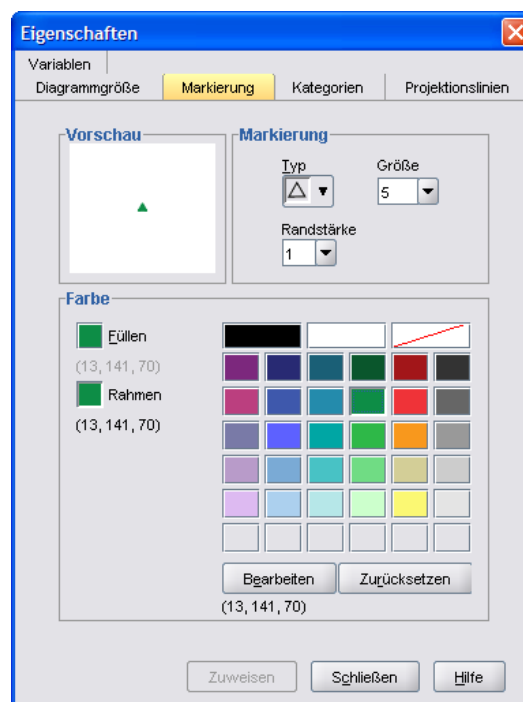 Eigenschaften
Variablen
Diagrammgröße Markierung Kategorien Projektionslinien
Vorschau
Markierung
Typ Größe
5
Randstärke
1
Farbe
Füllen
(13, 141, 70)
Rahmen
(13, 141, 70)
Bearbeiten Zurücksetzen
(13, 141, 70)
Zuweisen Schließen Hilfe